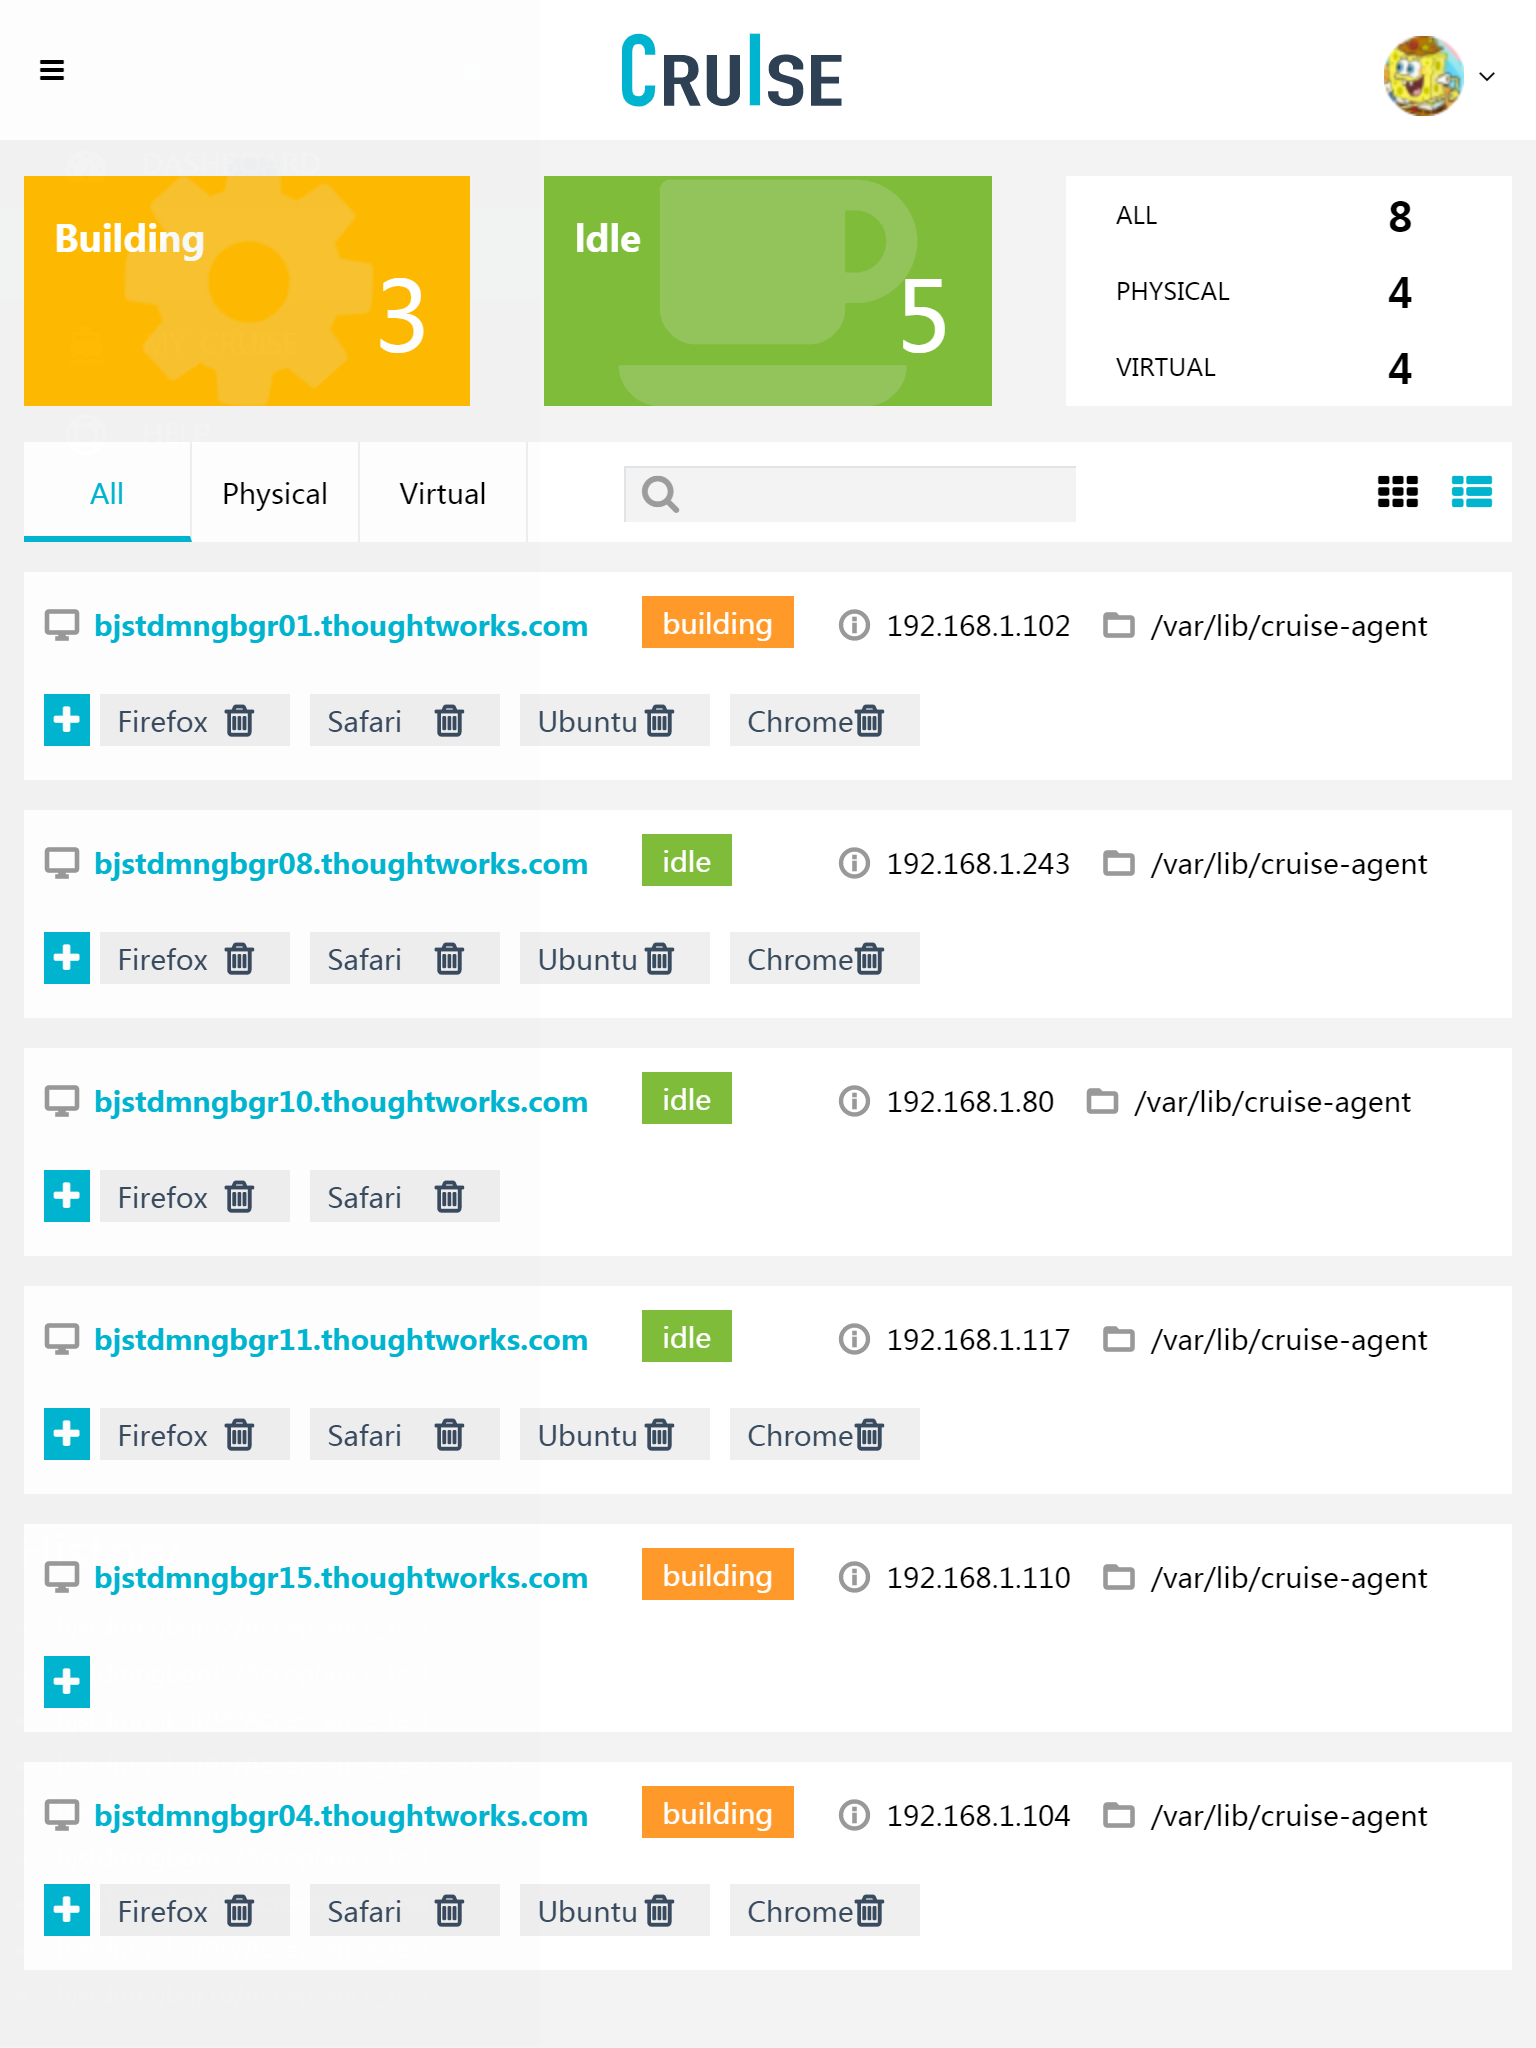 CRUISE
DASHBOARD
Building
3
Idle
5
ALL 8
PHYSICAL 4
VIRTUAL 4
MY CRUISE
HELP
All Physical Virtual
bjstdmngbgr01.thoughtworks.com building 192.168.1.102 /var/lib/cruise-agent
Firefox Safari Ubuntu Chrome
bjstdmngbgr08.thoughtworks.com idle 192.168.1.243 /var/lib/cruise-agent
Firefox Safari Ubuntu Chrome
bjstdmngbgr10.thoughtworks.com idle 192.168.1.80 /var/lib/cruise-agent
Firefox Safari
bjstdmngbgr11.thoughtworks.com idle 192.168.1.117 /var/lib/cruise-agent
Firefox Safari Ubuntu Chrome
bjstdmngbgr15.thoughtworks.com building 192.168.1.110 /var/lib/cruise-agent
bjstdmngbgr04.thoughtworks.com building 192.168.1.104 /var/lib/cruise-agent
Firefox Safari Ubuntu Chrome